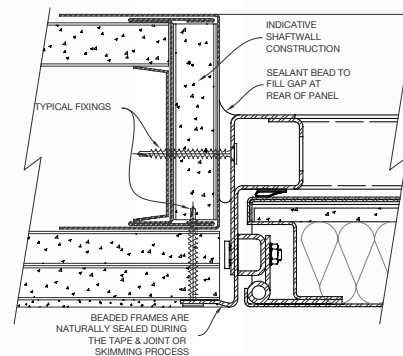 INDICATIVE
SHAFTWALL
CONSTRUCTION
SEALANT BEAD TO
FILL GAP AT
REAR OF PANEL
TYPICAL FIXINGS
BEADED FRAMES ARE
NATURALLY SEALED DURING
THE TAPE & JOINT OR
SKIMMING PROCESS